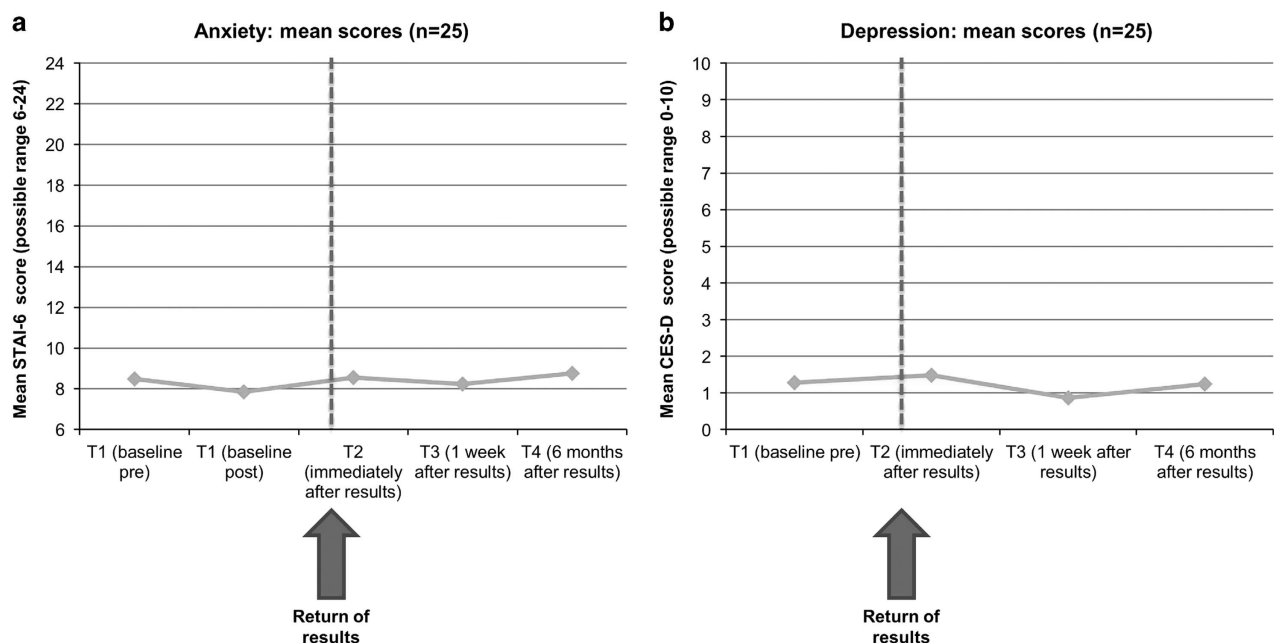 a
Anxiety: mean scores (n=25)
Mean STAI-6 score (possible range 6-24)
24
22
20
18
16
14
12
10
8
6
T1 (baseline
pre)
T1 (baseline
post)
T2
(immediately
after results)
T3 (1 week
after results)
T4 (6 months
after results)
Return of
results
b
Depression: mean scores (n=25)
Mean CES-D score (possible range 0-10)
10
9
8
7
6
5
4
3
2
1
0
T1 (baseline pre)
T2 (immediately
after results)
T3 (1 week after
results)
T4 (6 months
after results)
Return of
results